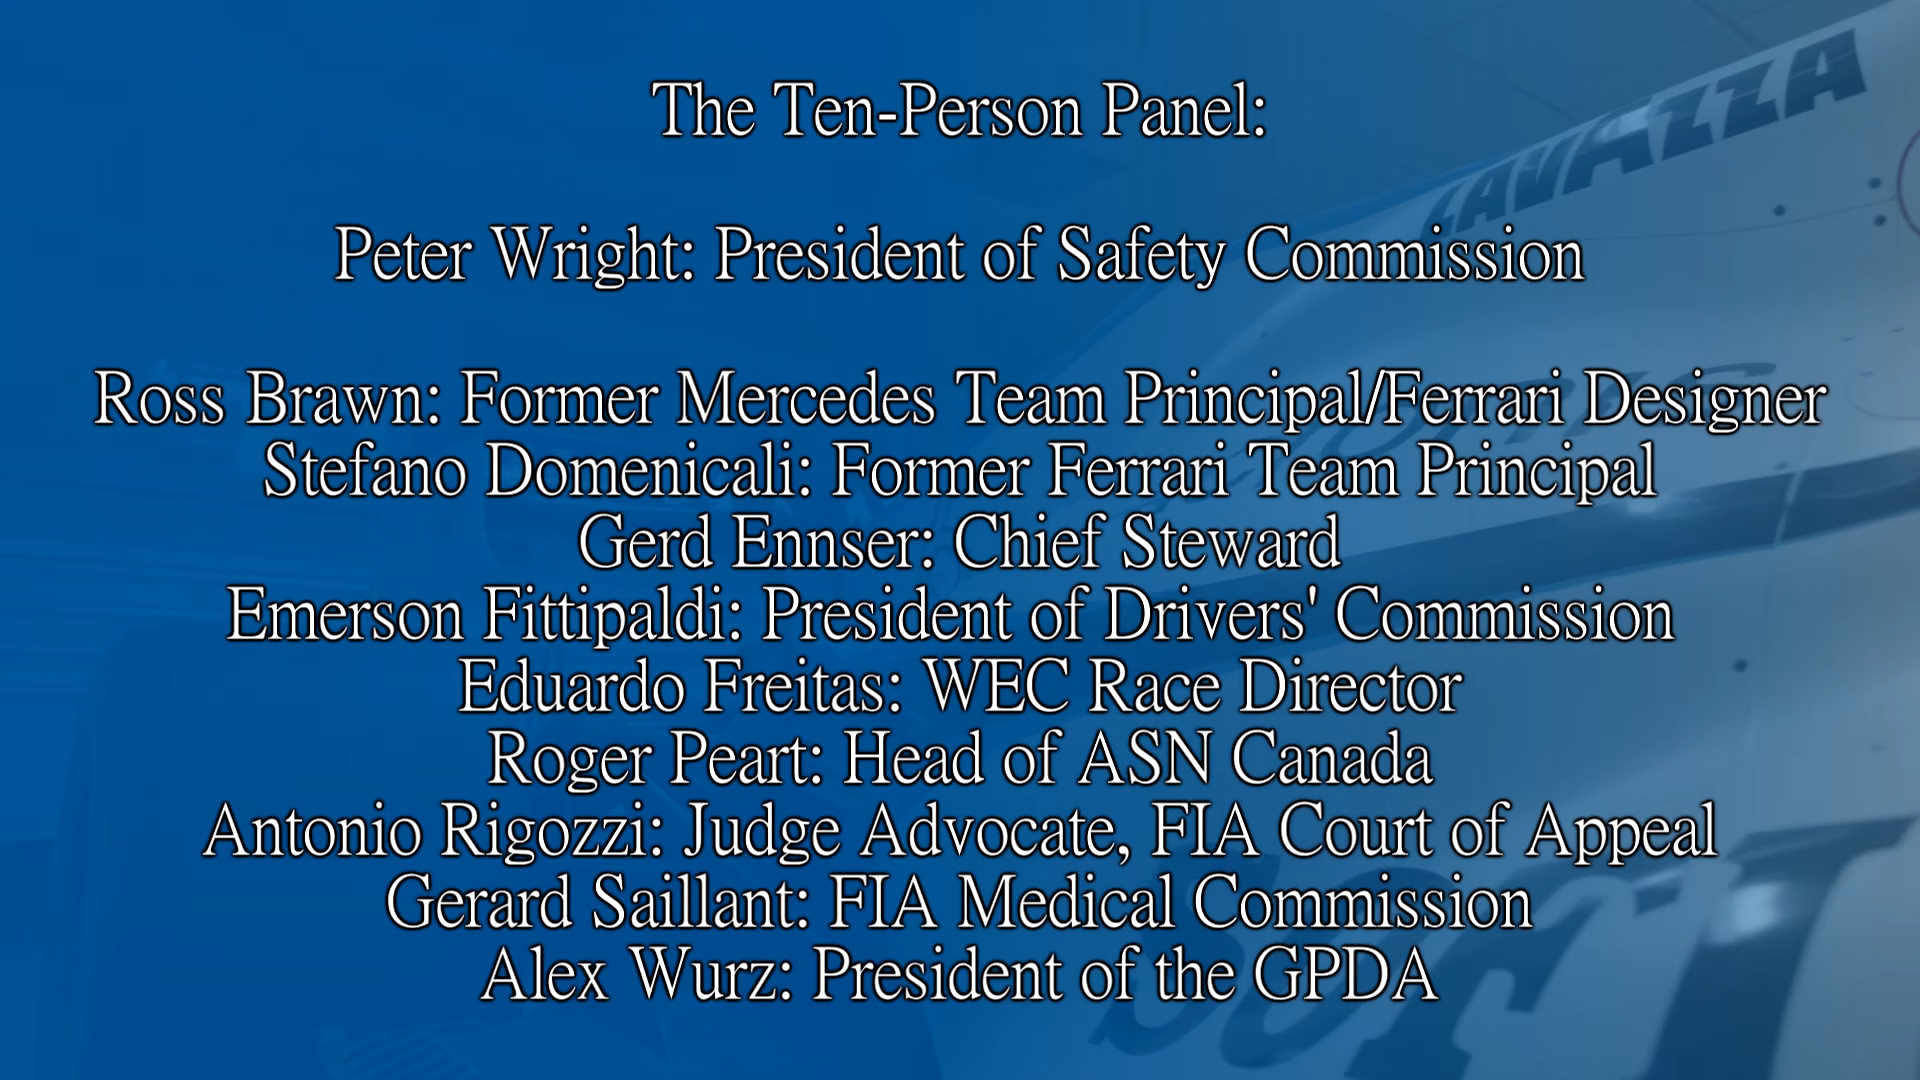 The Ten-Person Panel:
Peter Wright: President of Safety Commission
Ross Brawn: Former Mercedes Team Principal/Ferrari Designer
Stefano Domenicali: Former Ferrari Team Principal
Gerd Ennser: Chief Steward
Emerson Fittipaldi: President of Drivers' Commission
Eduardo Freitas: WEC Race Director
Roger Peart: Head of ASN Canada
Antonio Rigozzi: Judge Advocate, FIA Court of Appeal
Gerard Saillant: FIA Medical Commission
Alex Wurz: President of the GPDA
LAVAZZA